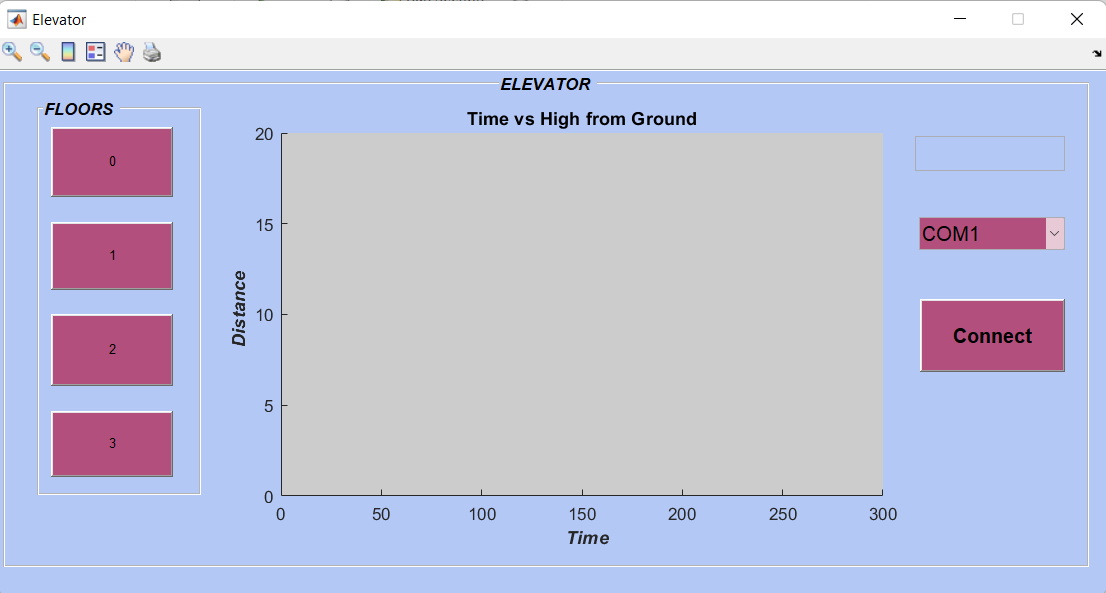 Elevator
ELEVATOR
FLOORS
0
1
2
3
Time vs High from Ground
20
15
10
5
0
Distance
0 50 100 150 200 250 300
Time
COM1
Connect